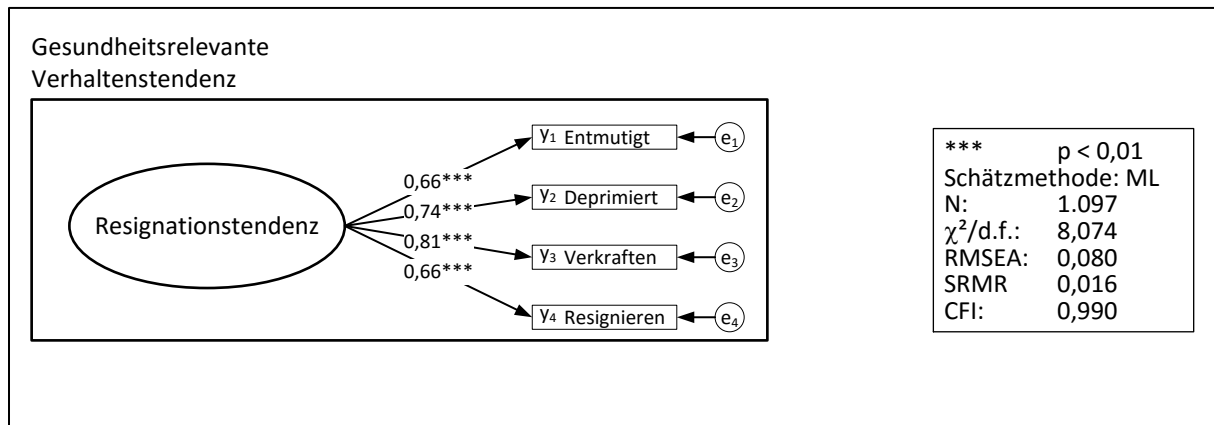 Gesundheitsrelevante
Verhaltenstendenz
Resignationstendenz
0,66***
0,74***
0,81***
0,66***
y₁ Entmutigt
e₁
y₂ Deprimiert
e₂
y₃ Verkraften
e₃
y₄ Resignieren
e₄
*** p < 0,01
Schätzmethode: ML
N: 1.097
χ²/d.f.: 8,074
RMSEA: 0,080
SRMR 0,016
CFI: 0,990